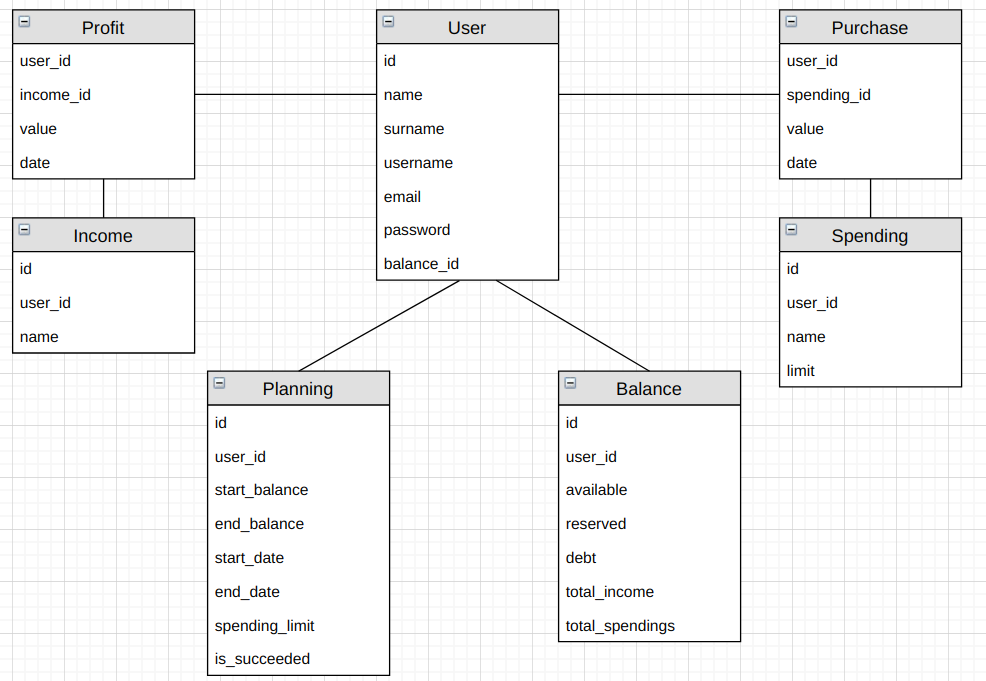 Profit
user_id
income_id
value
date
User
id
name
surname
username
email
password
balance_id
Purchase
user_id
spending_id
value
date
Income
id
user_id
name
Spending
id
user_id
name
limit
Planning
id
user_id
start_balance
end_balance
start_date
end_date
spending_limit
is_succeeded
Balance
id
user_id
available
reserved
debt
total_income
total_spendings